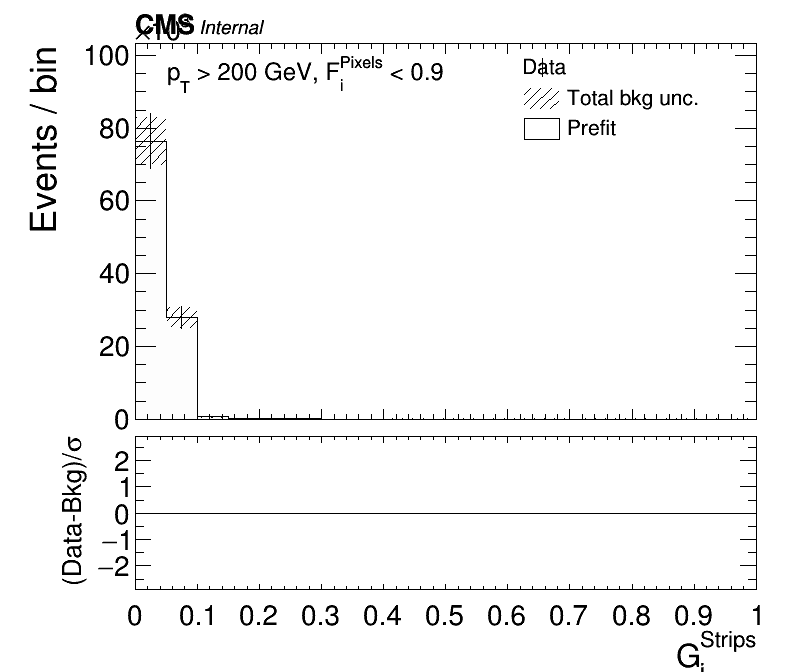 CMS Internal
×10³
Events / bin
p_T > 200 GeV, F_i^Pixels < 0.9
Data
Total bkg unc.
Prefit
100
80
60
40
20
0
(Data-Bkg)/σ
2
1
0
−1
−2
0 0.1 0.2 0.3 0.4 0.5 0.6 0.7 0.8 0.9 1
G_i^Strips